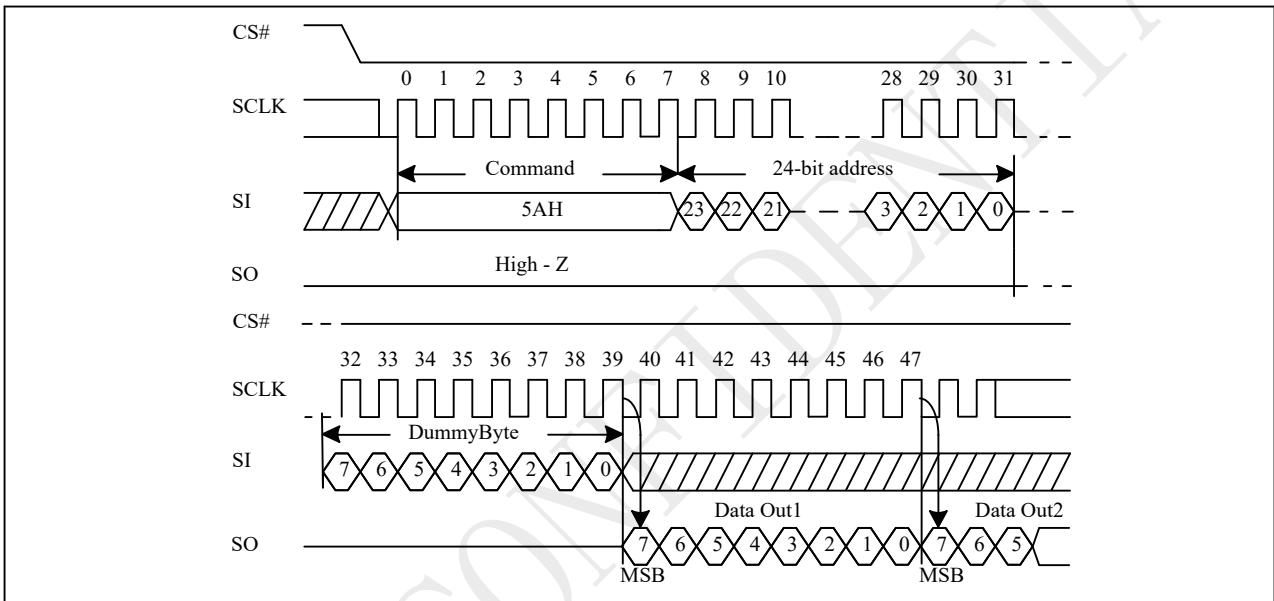 CS#
0 1 2 3 4 5 6 7 8 9 10 28 29 30 31
SCLK
Command 24-bit address
SI 5AH 23 22 21 3 2 1 0
High - Z
SO
CS#
32 33 34 35 36 37 38 39 40 41 42 43 44 45 46 47
SCLK
DummyByte
SI 7 6 5 4 3 2 1 0
Data Out1 Data Out2
SO 7 6 5 4 3 2 1 0 7 6 5
MSB MSB
CONFIDENTIA